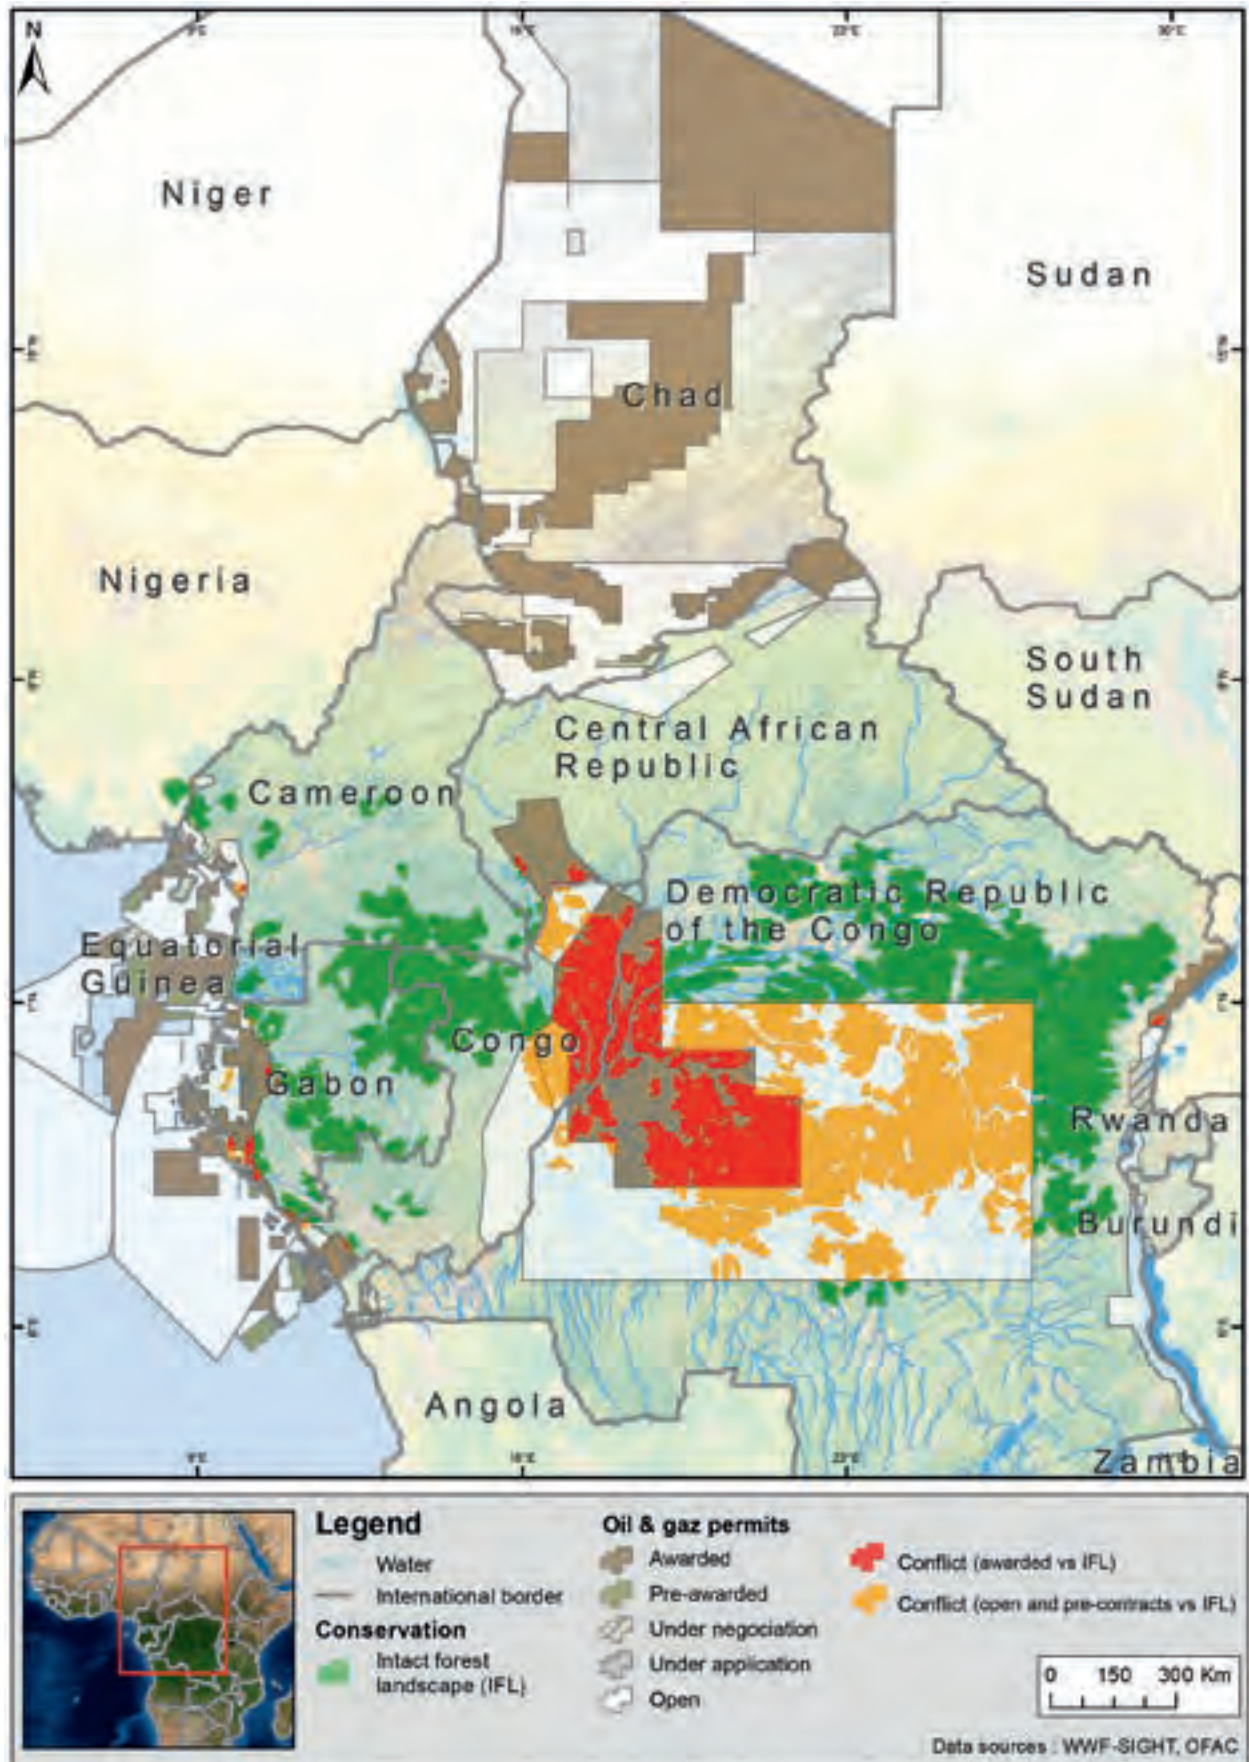 N
Niger
Sudan
Chad
Nigeria
South
Sudan
Central African
Republic
Cameroon
Democratic Republic
of the Congo
Equatorial
Guinea
Congo
Gabon
Rwanda
Burundi
Angola
Zambia
Legend
Water
International border
Conservation
Intact forest
landscape (IFL)
Oil & gaz permits
Awarded
Pre-awarded
Under negociation
Under application
Open
Conflict (awarded vs IFL)
Conflict (open and pre-contracts vs IFL)
0 150 300 Km
Data sources : WWF-SIGHT, OFAC